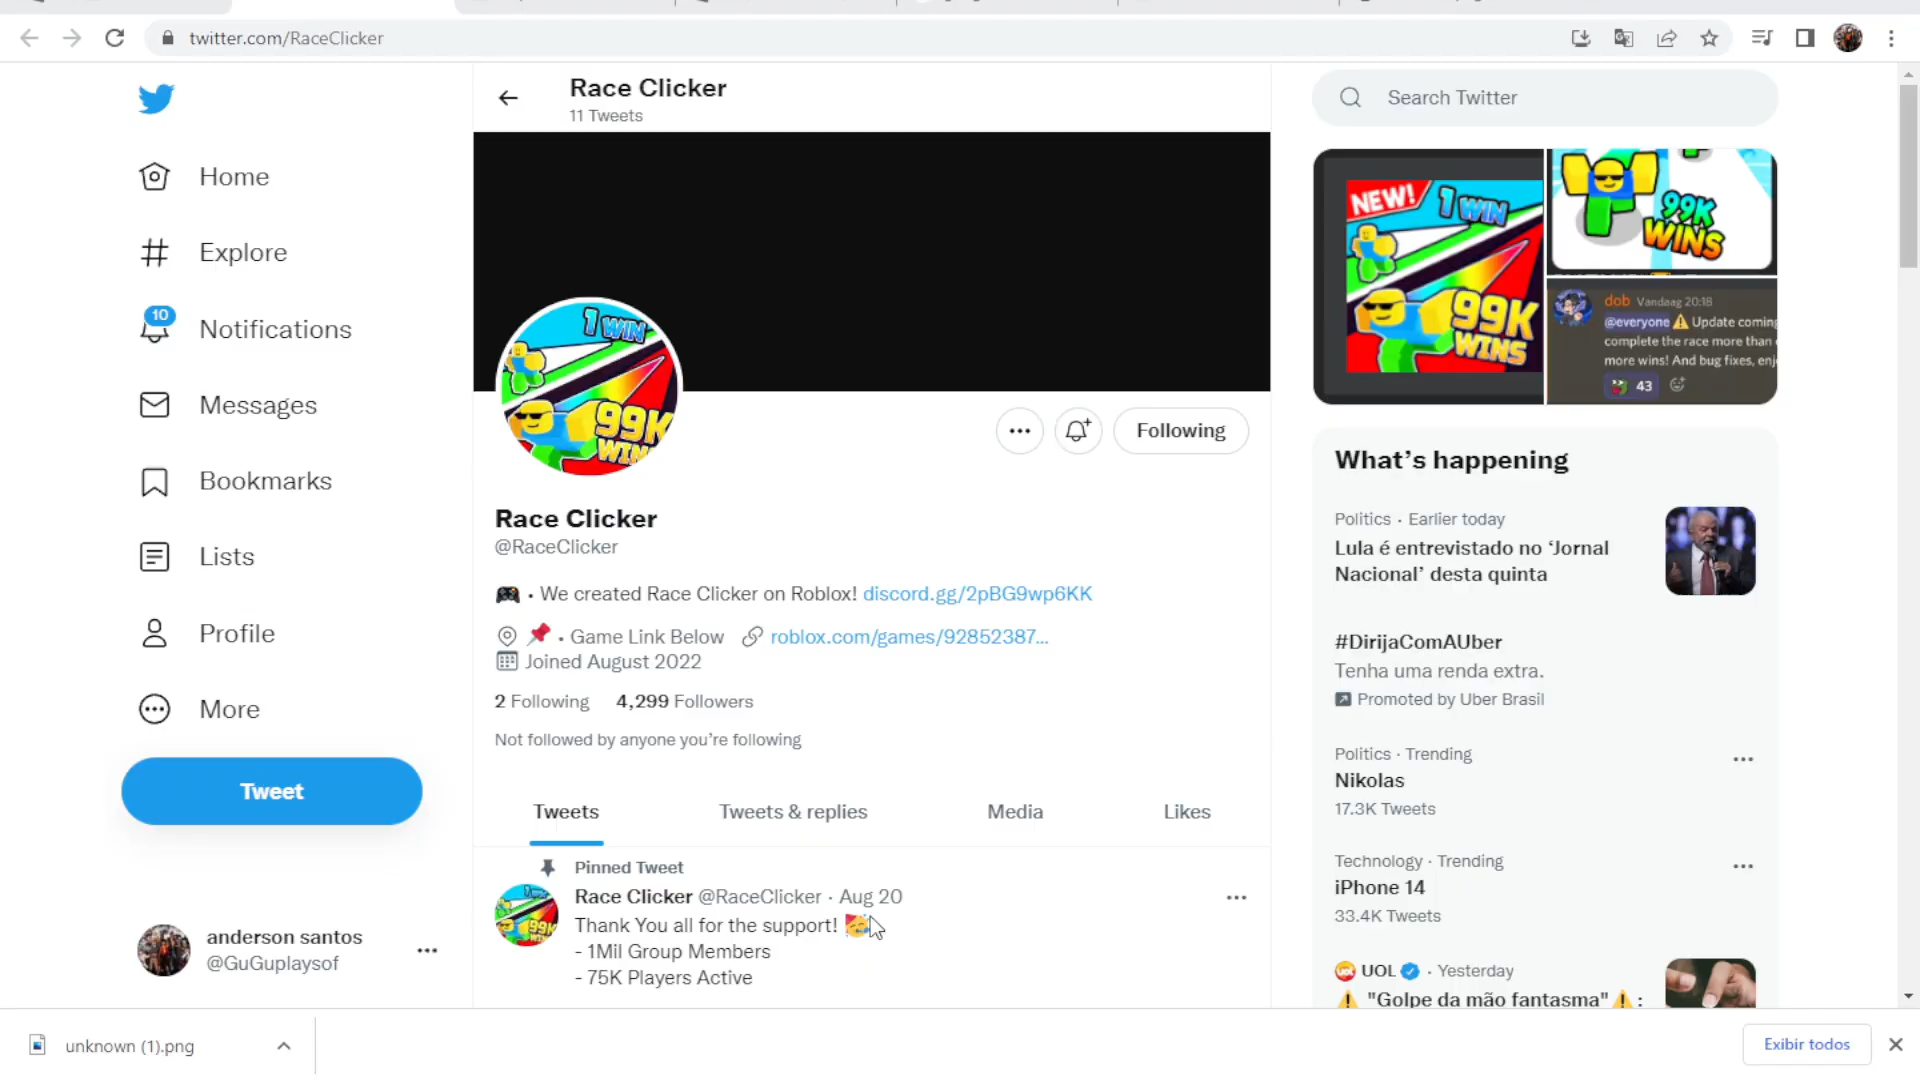 twitter.com/RaceClicker
Race Clicker
11 Tweets
Search Twitter
Home
Explore
10
Notifications
Messages
Bookmarks
Lists
Profile
More
Tweet
anderson santos
@GuGuplaysof
1 WIN
99K
WIN
Following
Race Clicker
@RaceClicker
• We created Race Clicker on Roblox! discord.gg/2pBG9wp6KK
• Game Link Below roblox.com/games/92852387...
Joined August 2022
2 Following 4,299 Followers
Not followed by anyone you're following
Tweets Tweets & replies Media Likes
Pinned Tweet
Race Clicker @RaceClicker · Aug 20
Thank You all for the support!
- 1Mil Group Members
- 75K Players Active
NEW! 1 WIN
99K
WINS
99K
WINS
dob Vandaag 20:18
@everyone Update coming
complete the race more than
more wins! And bug fixes, enj
43
What's happening
Politics · Earlier today
Lula é entrevistado no 'Jornal
Nacional' desta quinta
#DirijaComAUber
Tenha uma renda extra.
Promoted by Uber Brasil
Politics · Trending
Nikolas
17.3K Tweets
Technology · Trending
iPhone 14
33.4K Tweets
UOL · Yesterday
"Golpe da mão fantasma" :
unknown (1).png
Exibir todos